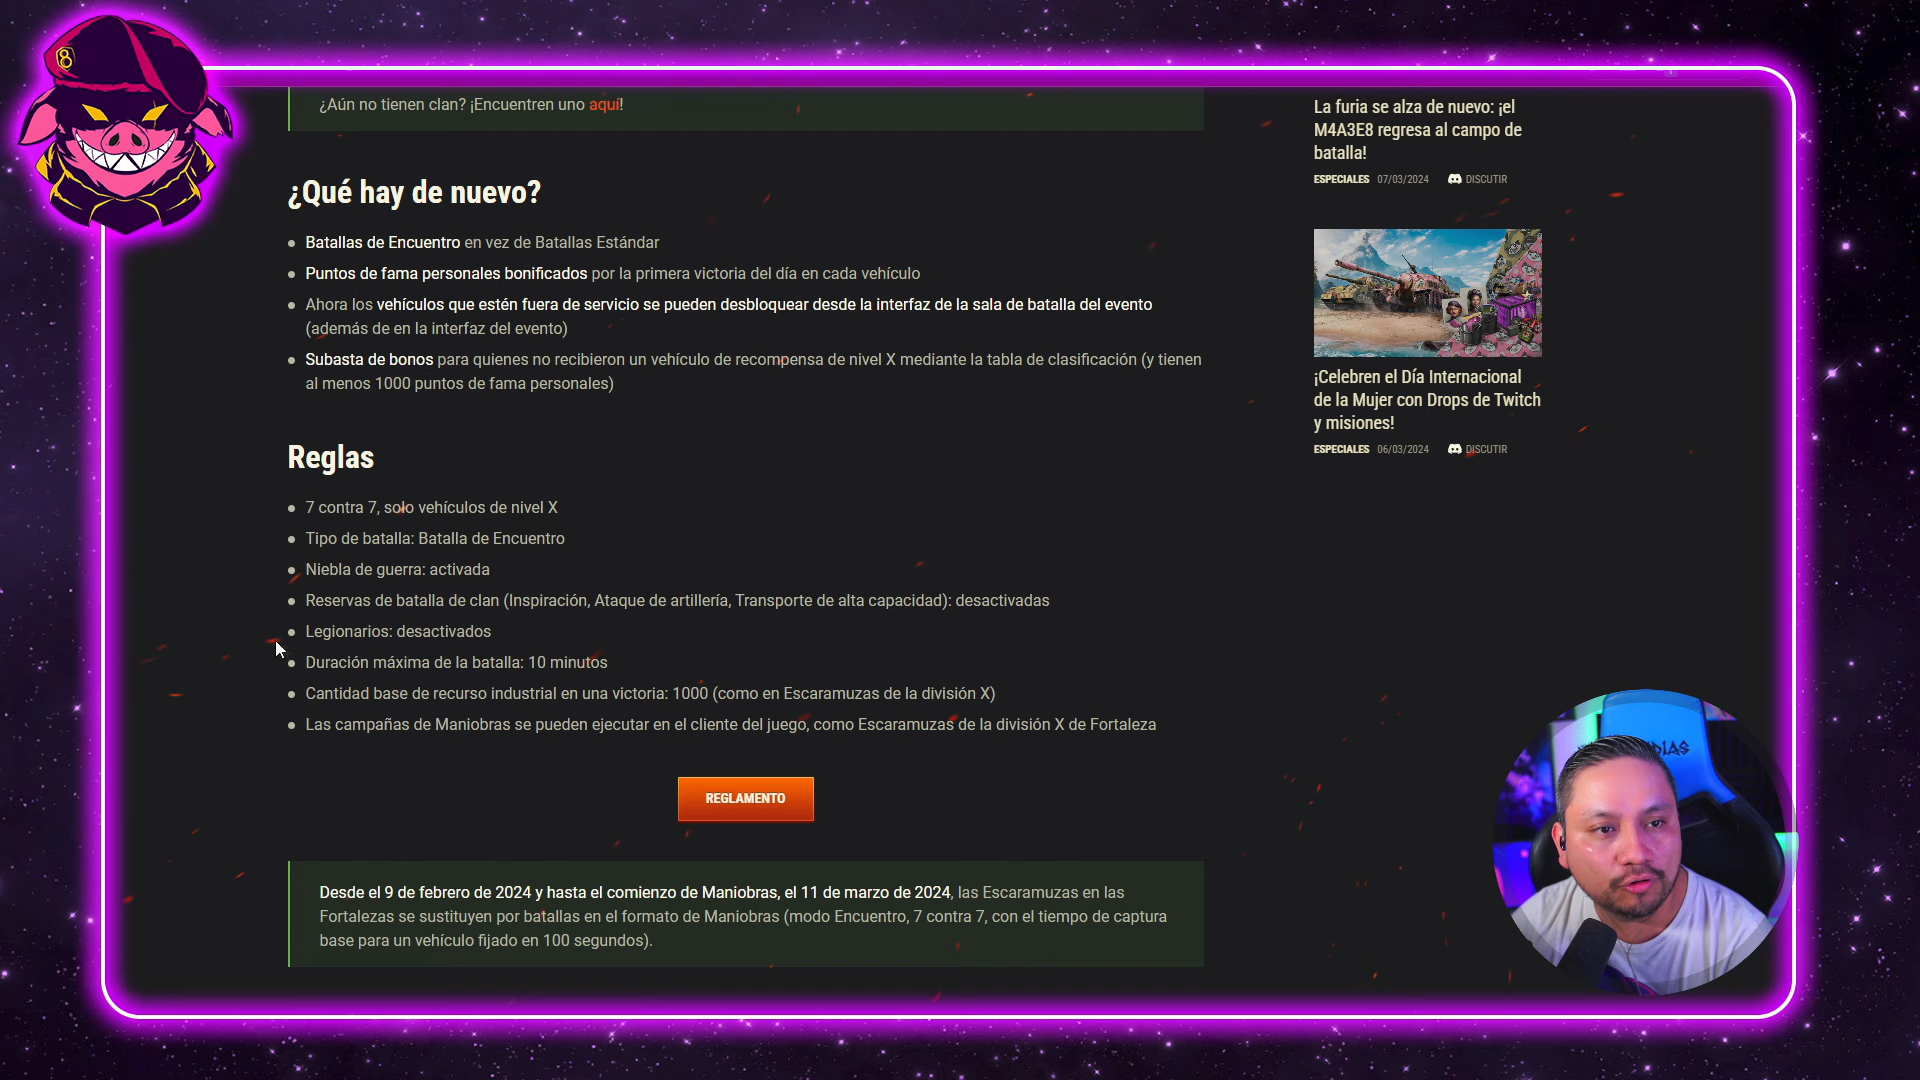 8
¿Aún no tienen clan? ¡Encuentren uno aquí!
¿Qué hay de nuevo?
Batallas de Encuentro en vez de Batallas Estándar
Puntos de fama personales bonificados por la primera victoria del día en cada vehículo
Ahora los vehículos que estén fuera de servicio se pueden desbloquear desde la interfaz de la sala de batalla del evento
(además de en la interfaz del evento)
Subasta de bonos para quienes no recibieron un vehículo de recompensa de nivel X mediante la tabla de clasificación (y tienen
al menos 1000 puntos de fama personales)
Reglas
7 contra 7, solo vehículos de nivel X
Tipo de batalla: Batalla de Encuentro
Niebla de guerra: activada
Reservas de batalla de clan (Inspiración, Ataque de artillería, Transporte de alta capacidad): desactivadas
Legionarios: desactivados
Duración máxima de la batalla: 10 minutos
Cantidad base de recurso industrial en una victoria: 1000 (como en Escaramuzas de la división X)
Las campañas de Maniobras se pueden ejecutar en el cliente del juego, como Escaramuzas de la división X de Fortaleza
REGLAMENTO
Desde el 9 de febrero de 2024 y hasta el comienzo de Maniobras, el 11 de marzo de 2024, las Escaramuzas en las
Fortalezas se sustituyen por batallas en el formato de Maniobras (modo Encuentro, 7 contra 7, con el tiempo de captura
base para un vehículo fijado en 100 segundos).
La furia se alza de nuevo: ¡el
M4A3E8 regresa al campo de
batalla!
ESPECIALES 07/03/2024 DISCUTIR
¡Celebren el Día Internacional
de la Mujer con Drops de Twitch
y misiones!
ESPECIALES 06/03/2024 DISCUTIR